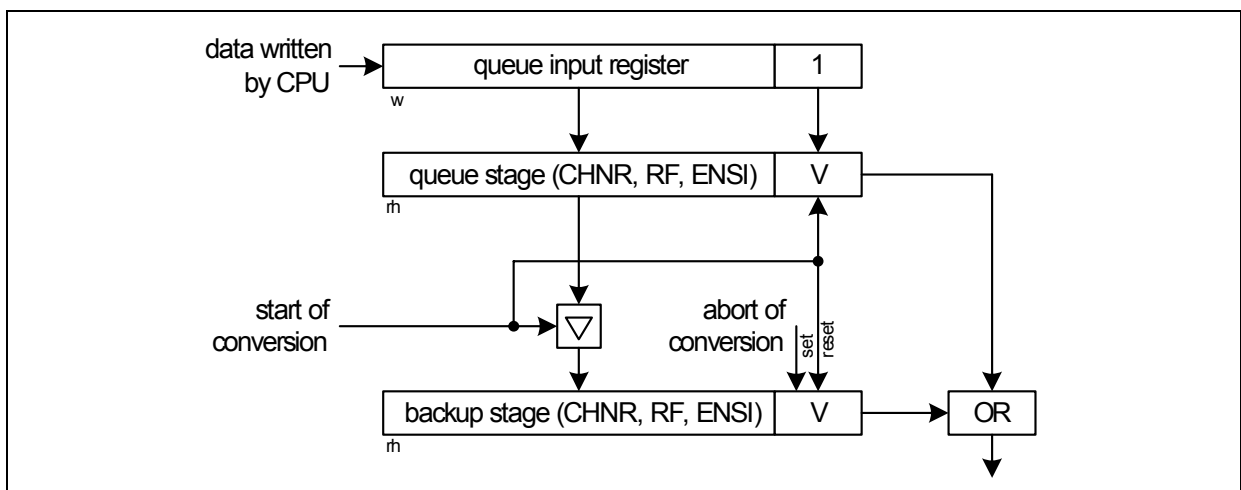 data written
by CPU
queue input register
1
w
queue stage (CHNR, RF, ENSI)
V
rh
start of
conversion
abort of
conversion
set
reset
backup stage (CHNR, RF, ENSI)
V
OR
rh